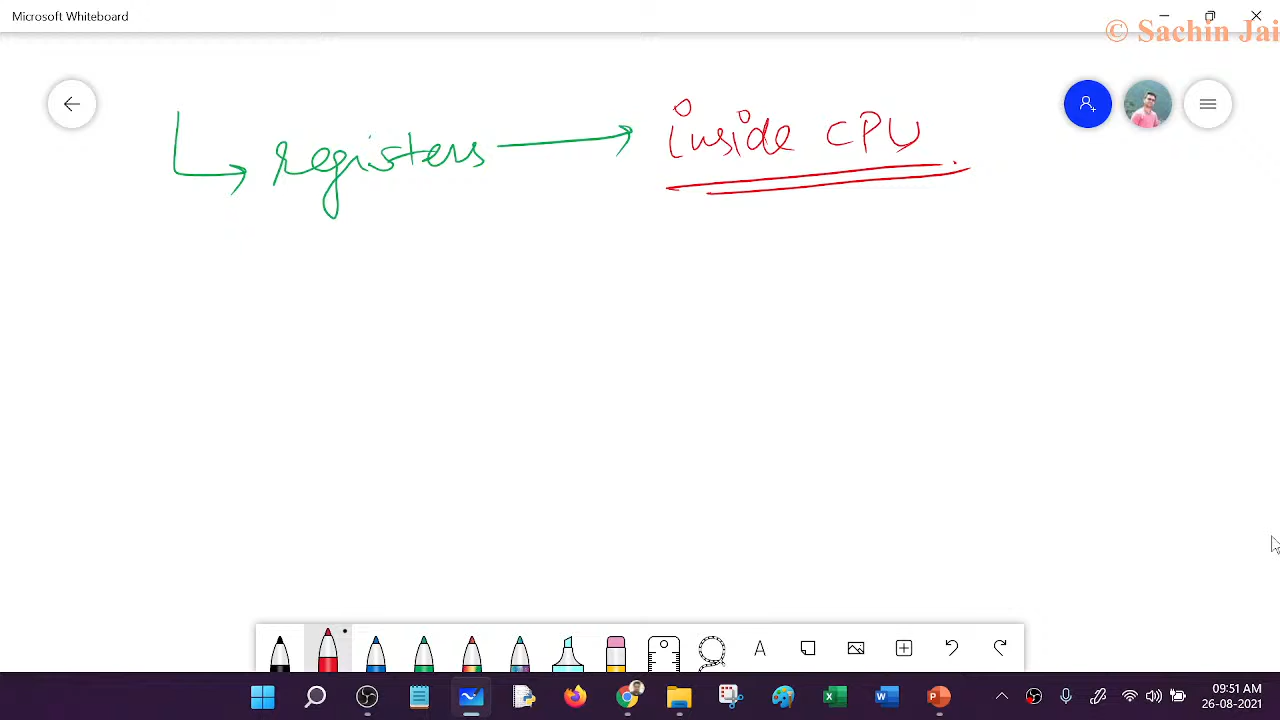 Microsoft Whiteboard
© Sachin Jai
registers → inside CPU
A
09:51 AM
26-08-2021